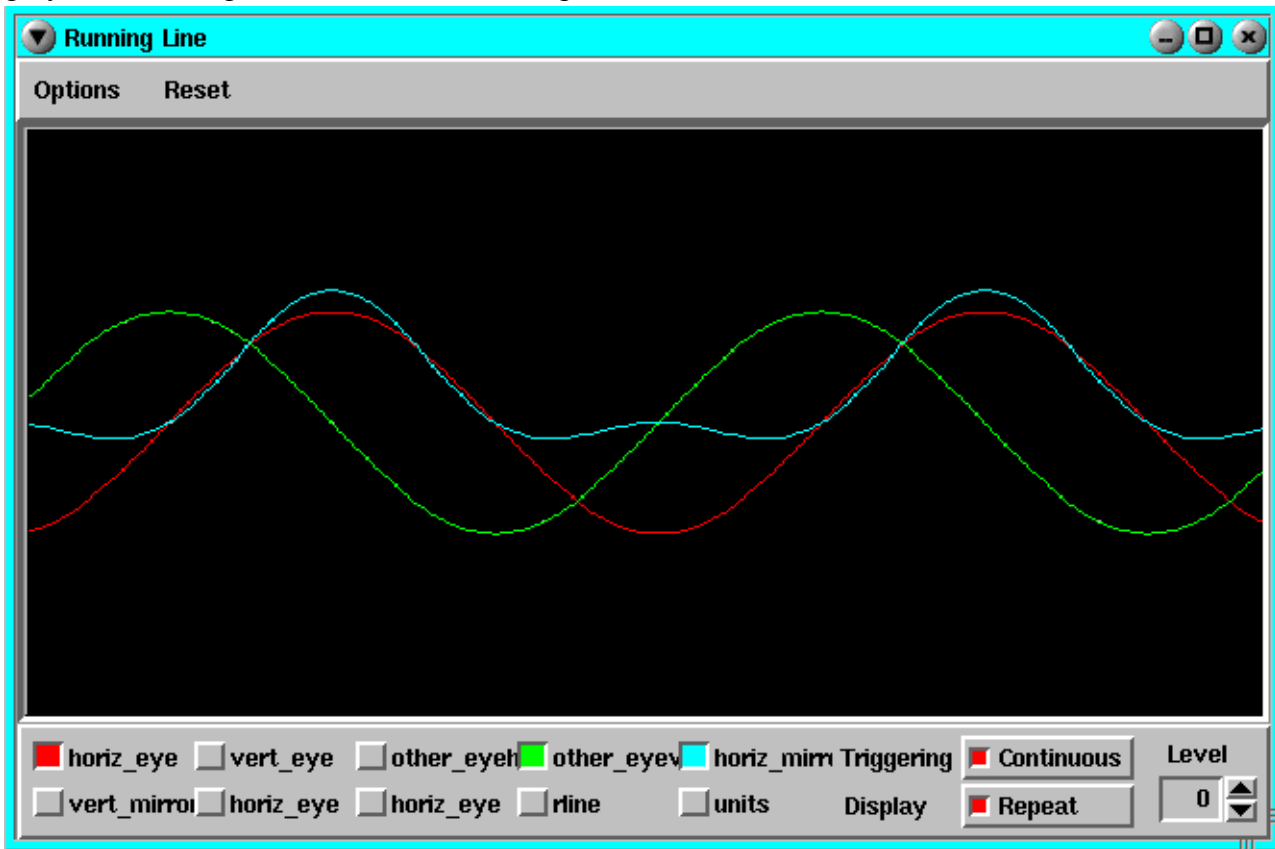 Running Line
Options Reset
horiz_eye vert_eye other_eyeh other_eyev horiz_mirr Triggering Continuous Level
vert_mirror horiz_eye horiz_eye rline units Display Repeat 0